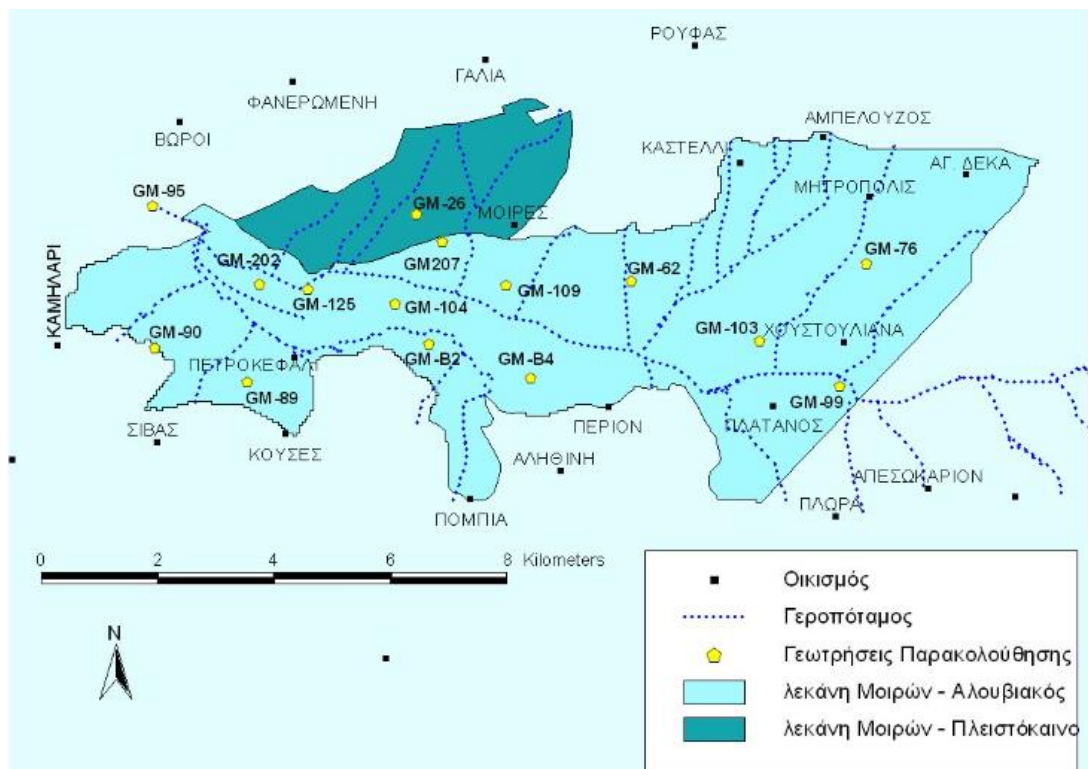 ΡΟΥΦΑΣ
ΓΑΛΙΑ
ΦΑΝΕΡΩΜΕΝΗ
ΑΜΠΕΛΟΥΖΟΣ
ΒΩΡΟΙ
ΚΑΣΤΕΛΛΙ
ΑΓ. ΔΕΚΑ
GM-95
ΜΗΤΡΟΠΟΛΙΣ
GM-26
ΜΟΙΡΕΣ
GM-202
GM207
GM-62
GM-76
GM-125
GM-104
GM-109
ΚΑΜΗΛΑΡΙ
GM-90
GM-103
ΧΟΥΣΤΟΥΛΙΑΝΑ
ΠΕΤΡΟΚΕΦΑΛΙ
GM-B2
GM-B4
GM-89
GM-99
ΣΙΒΑΣ
ΚΟΥΣΕΣ
ΠΕΡΙΟΝ
ΠΛΑΤΑΝΟΣ
ΑΛΗΘΙΝΗ
ΑΠΕΣΩΚΑΡΙΟΝ
ΠΟΜΠΙΑ
ΠΛΩΡΑ
0 2 4 6 8 Kilometers
N
Οικισμός
Γεροπόταμος
Γεωτρήσεις Παρακολούθησης
λεκάνη Μοιρών - Αλουβιακός
λεκάνη Μοιρών - Πλειστόκαινο